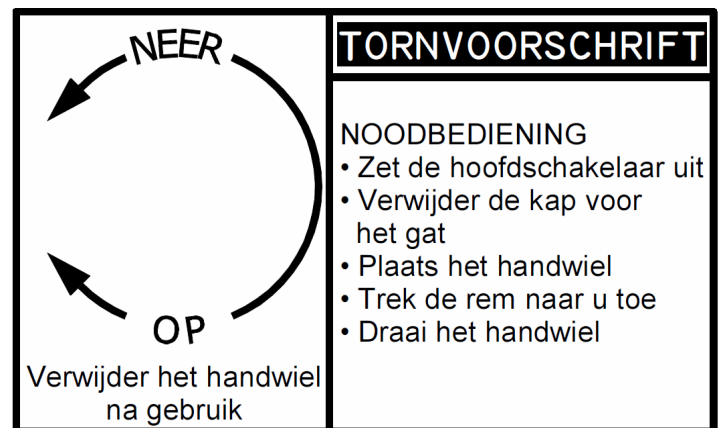 NEER
OP
Verwijder het handwiel
na gebruik
TORNVOORSCHRIFT
NOODBEDIENING
• Zet de hoofdschakelaar uit
• Verwijder de kap voor
het gat
• Plaats het handwiel
• Trek de rem naar u toe
• Draai het handwiel